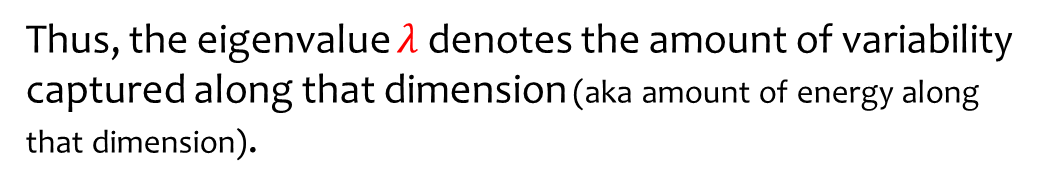 Thus, the eigenvalue λ denotes the amount of variability
captured along that dimension (aka amount of energy along
that dimension).